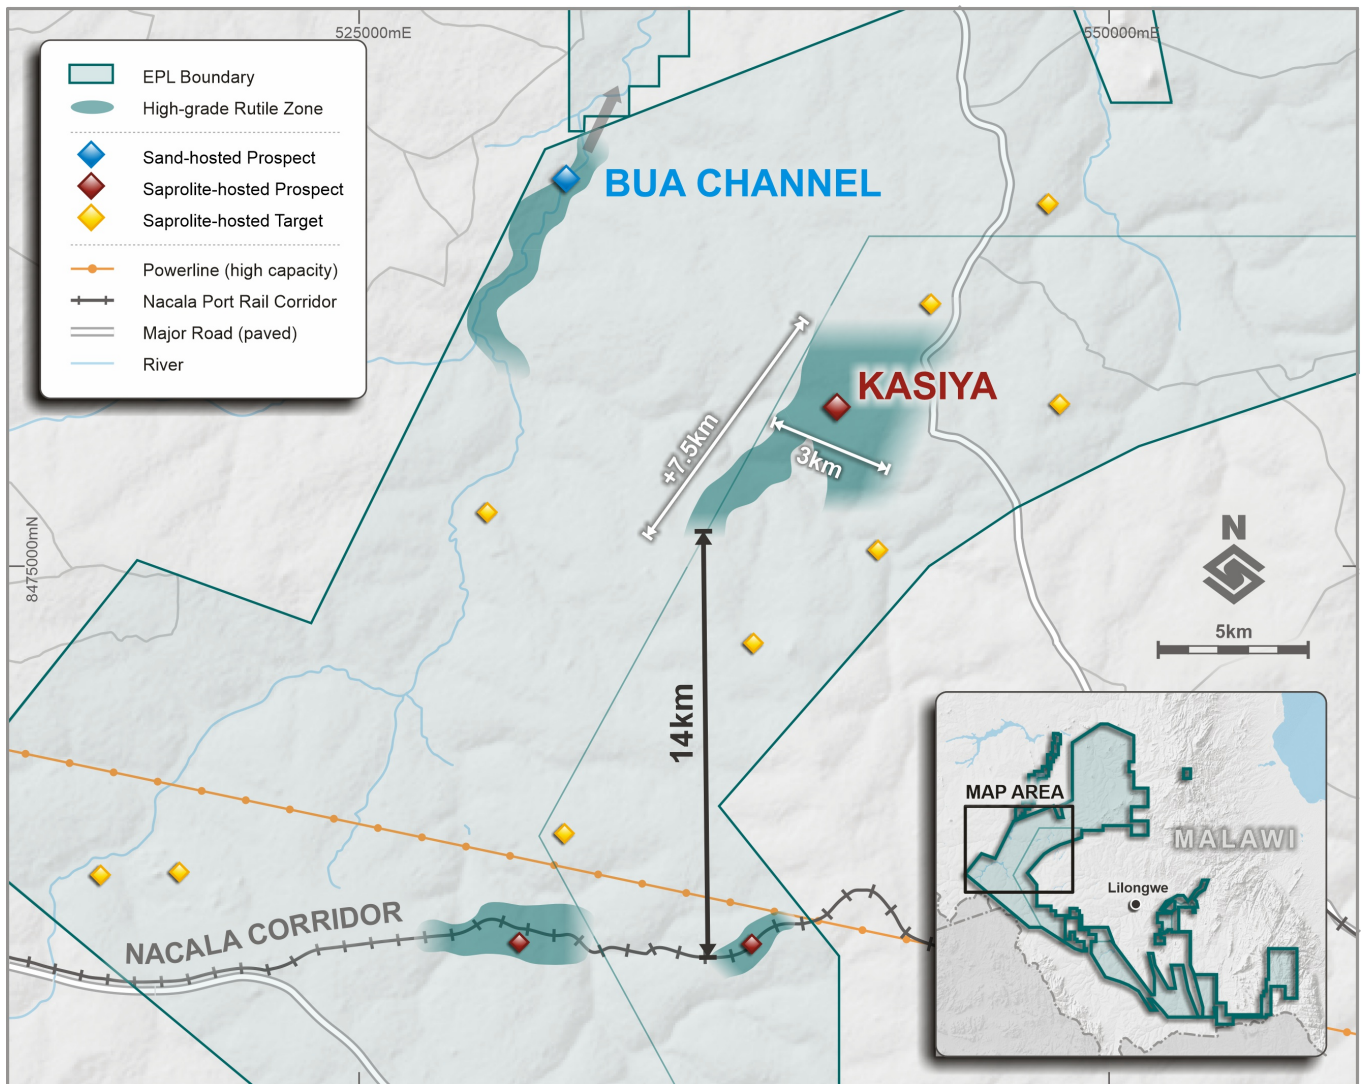 525000mE
550000mE
EPL Boundary
High-grade Rutile Zone
Sand-hosted Prospect
Saprolite-hosted Prospect
Saprolite-hosted Target
Powerline (high capacity)
Nacala Port Rail Corridor
Major Road (paved)
River
BUA CHANNEL
KASIYA
+7.5km
3km
8475000mN
N
5km
14km
MAP AREA
MALAWI
Lilongwe
NACALA CORRIDOR